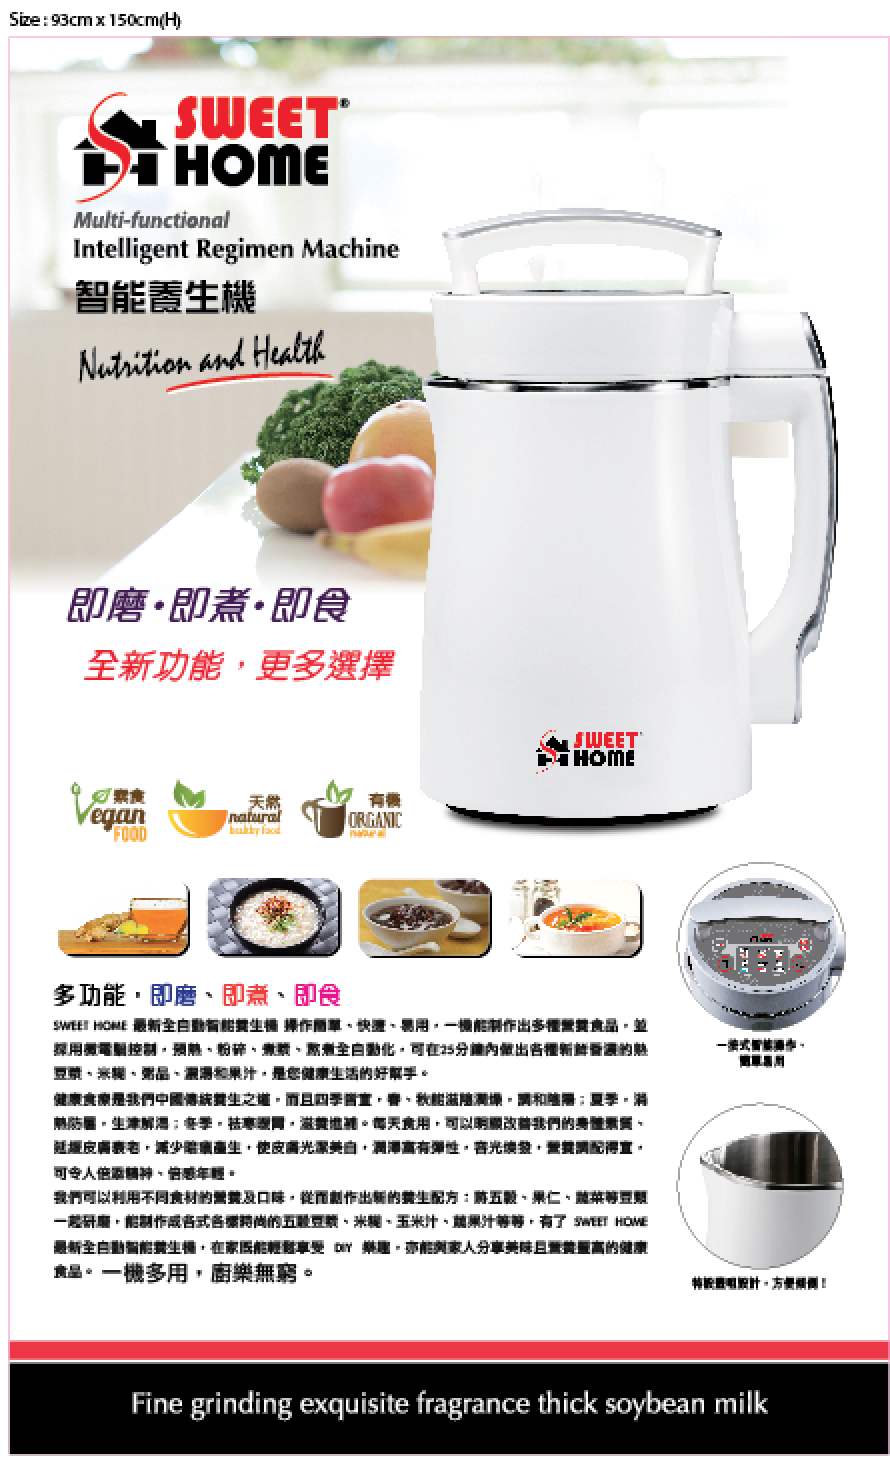 Size : 93cm x 150cm(H)
SWEET®
HOME
Multi-functional
Intelligent Regimen Machine
智能養生機
Nutrition and Health
即磨·即煮·即食
全新功能，更多選擇
SWEET
HOME
素食
Vegan
FOOD
天然
natural
healthy food
有機
ORGANIC
natural
多功能，即磨、即煮、即食
SWEET HOME 最新全自動智能養生機 操作簡單、快捷、易用，一機能制作出多種營養食品，並
採用微電腦控制，預熱、粉碎、煮漿、熬煮全自動化，可在25分鐘內做出各種新鮮香濃的熱
豆漿、米糊、粥品、濃湯和果汁，是您健康生活的好幫手。
健康食療是我們中國傳統養生之道，而且四季皆宜，春、秋能滋陰潤燥，調和陰陽；夏季，消
熱防暑，生津解渴；冬季，祛寒暖胃，滋養進補。每天食用，可以明顯改善我們的身體素質、
延緩皮膚衰老，減少暗瘡產生，使皮膚光潔美白，潤澤富有彈性，容光煥發，營養調配得宜，
可令人倍添精神、倍感年輕。
我們可以利用不同食材的營養及口味，從而創作出新的養生配方：將五穀、果仁、蔬菜等豆類
一起研磨，能制作成各式各樣時尚的五穀豆漿、米糊、玉米汁、蔬果汁等等，有了 SWEET HOME
最新全自動智能養生機，在家既能輕鬆享受 DIY 樂趣，亦能與家人分享美味且營養豐富的健康
食品。一機多用，廚樂無窮。
一按式智能操作、
簡單易用
特設壺咀設計，方便傾倒！
Fine grinding exquisite fragrance thick soybean milk